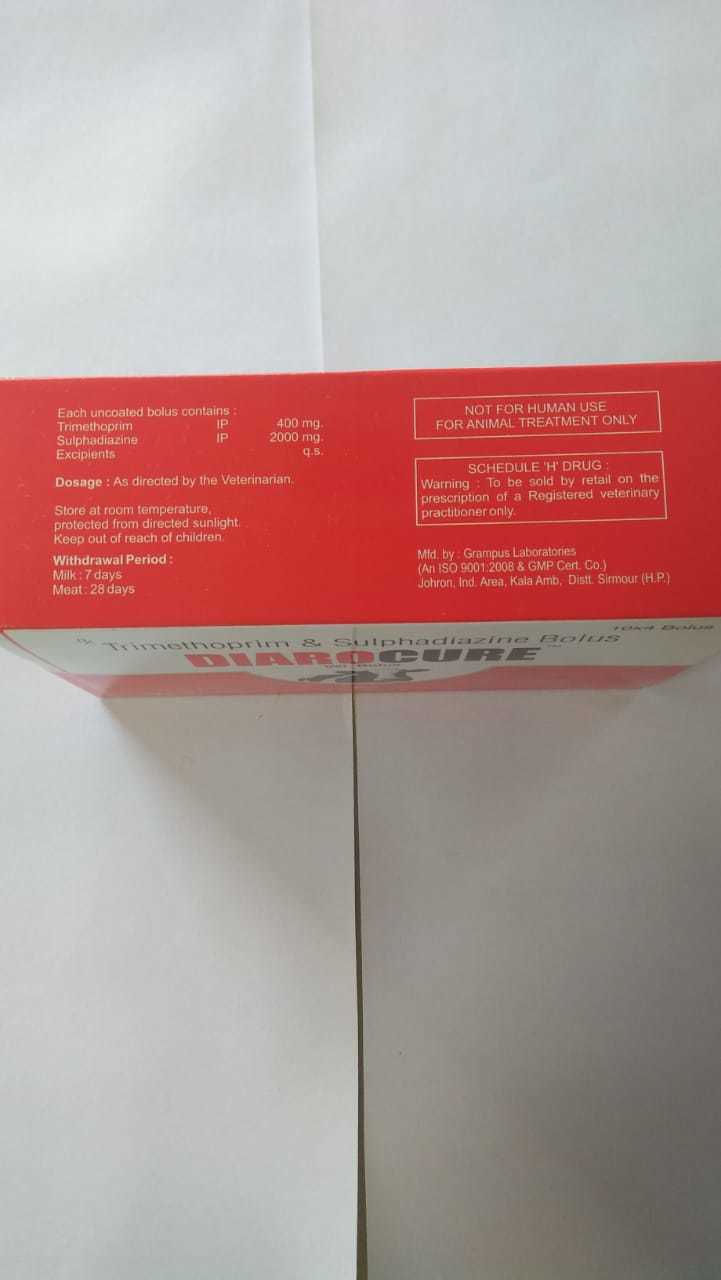 Each uncoated bolus contains :
Trimethoprim IP 400 mg.
Sulphadiazine IP 2000 mg.
Excipients q.s.
Dosage : As directed by the Veterinarian.
Store at room temperature,
protected from directed sunlight.
Keep out of reach of children.
Withdrawal Period :
Milk : 7 days
Meat : 28 days
NOT FOR HUMAN USE
FOR ANIMAL TREATMENT ONLY
SCHEDULE 'H' DRUG :
Warning : To be sold by retail on the
prescription of a Registered veterinary
practitioner only.
Mfd. by : Grampus Laboratories
(An ISO 9001:2008 & GMP Cert. Co.)
Johron, Ind. Area, Kala Amb, Distt. Sirmour (H.P.)
10x4 Bolus
Trimethoprim & Sulphadiazine Bolus
DIAROCURE™